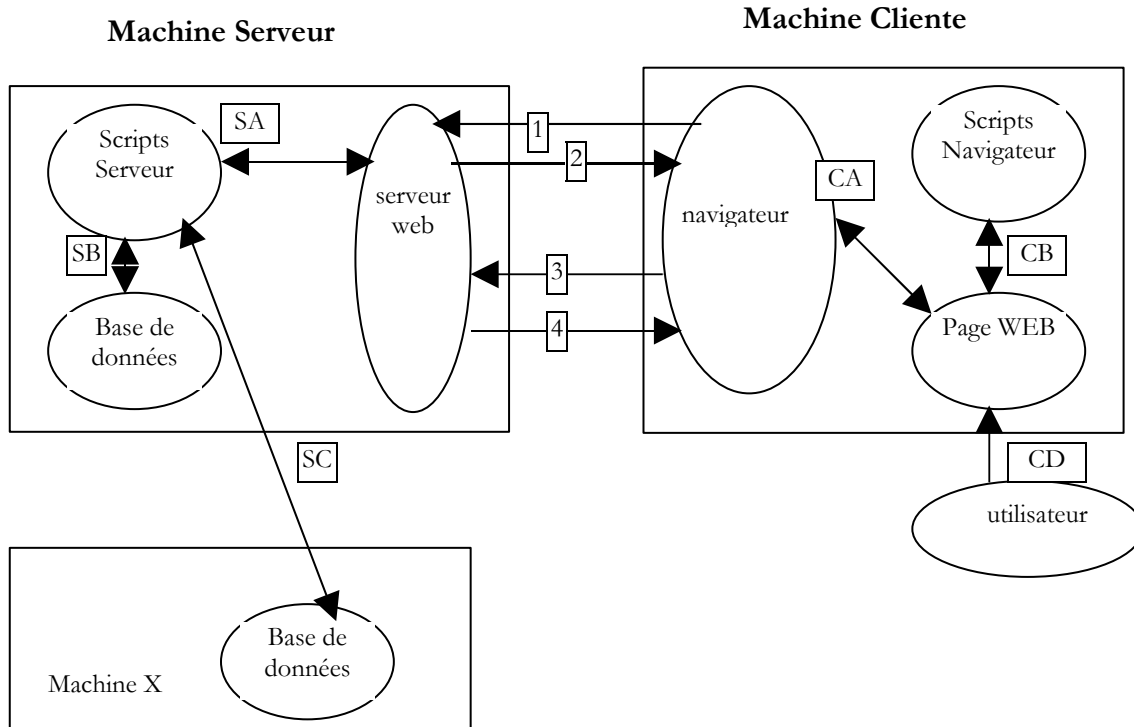 Machine Serveur
Machine Cliente
SA
Scripts
Serveur
1
2
serveur
web
navigateur
CA
Scripts
Navigateur
SB
3
CB
Base de
données
4
Page WEB
SC
CD
utilisateur
Base de
données
Machine X